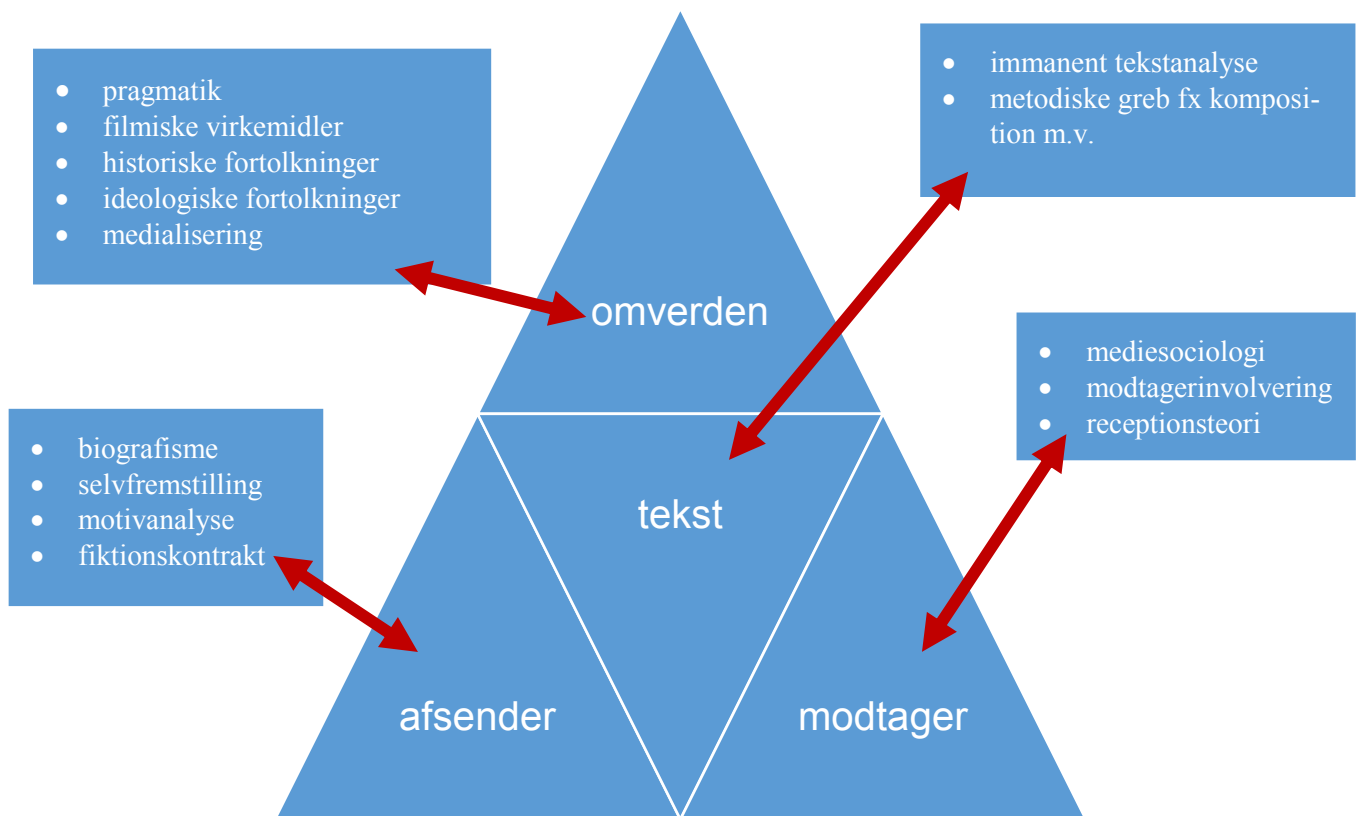 • pragmatik
• filmiske virkemidler
• historiske fortolkninger
• ideologiske fortolkninger
• medialisering
• immanent tekstanalyse
• metodiske greb fx komposi-
tion m.v.
omverden
• mediesociologi
• modtagerinvolvering
• receptionsteori
• biografisme
• selvfremstilling
• motivanalyse
• fiktionskontrakt
tekst
afsender
modtager